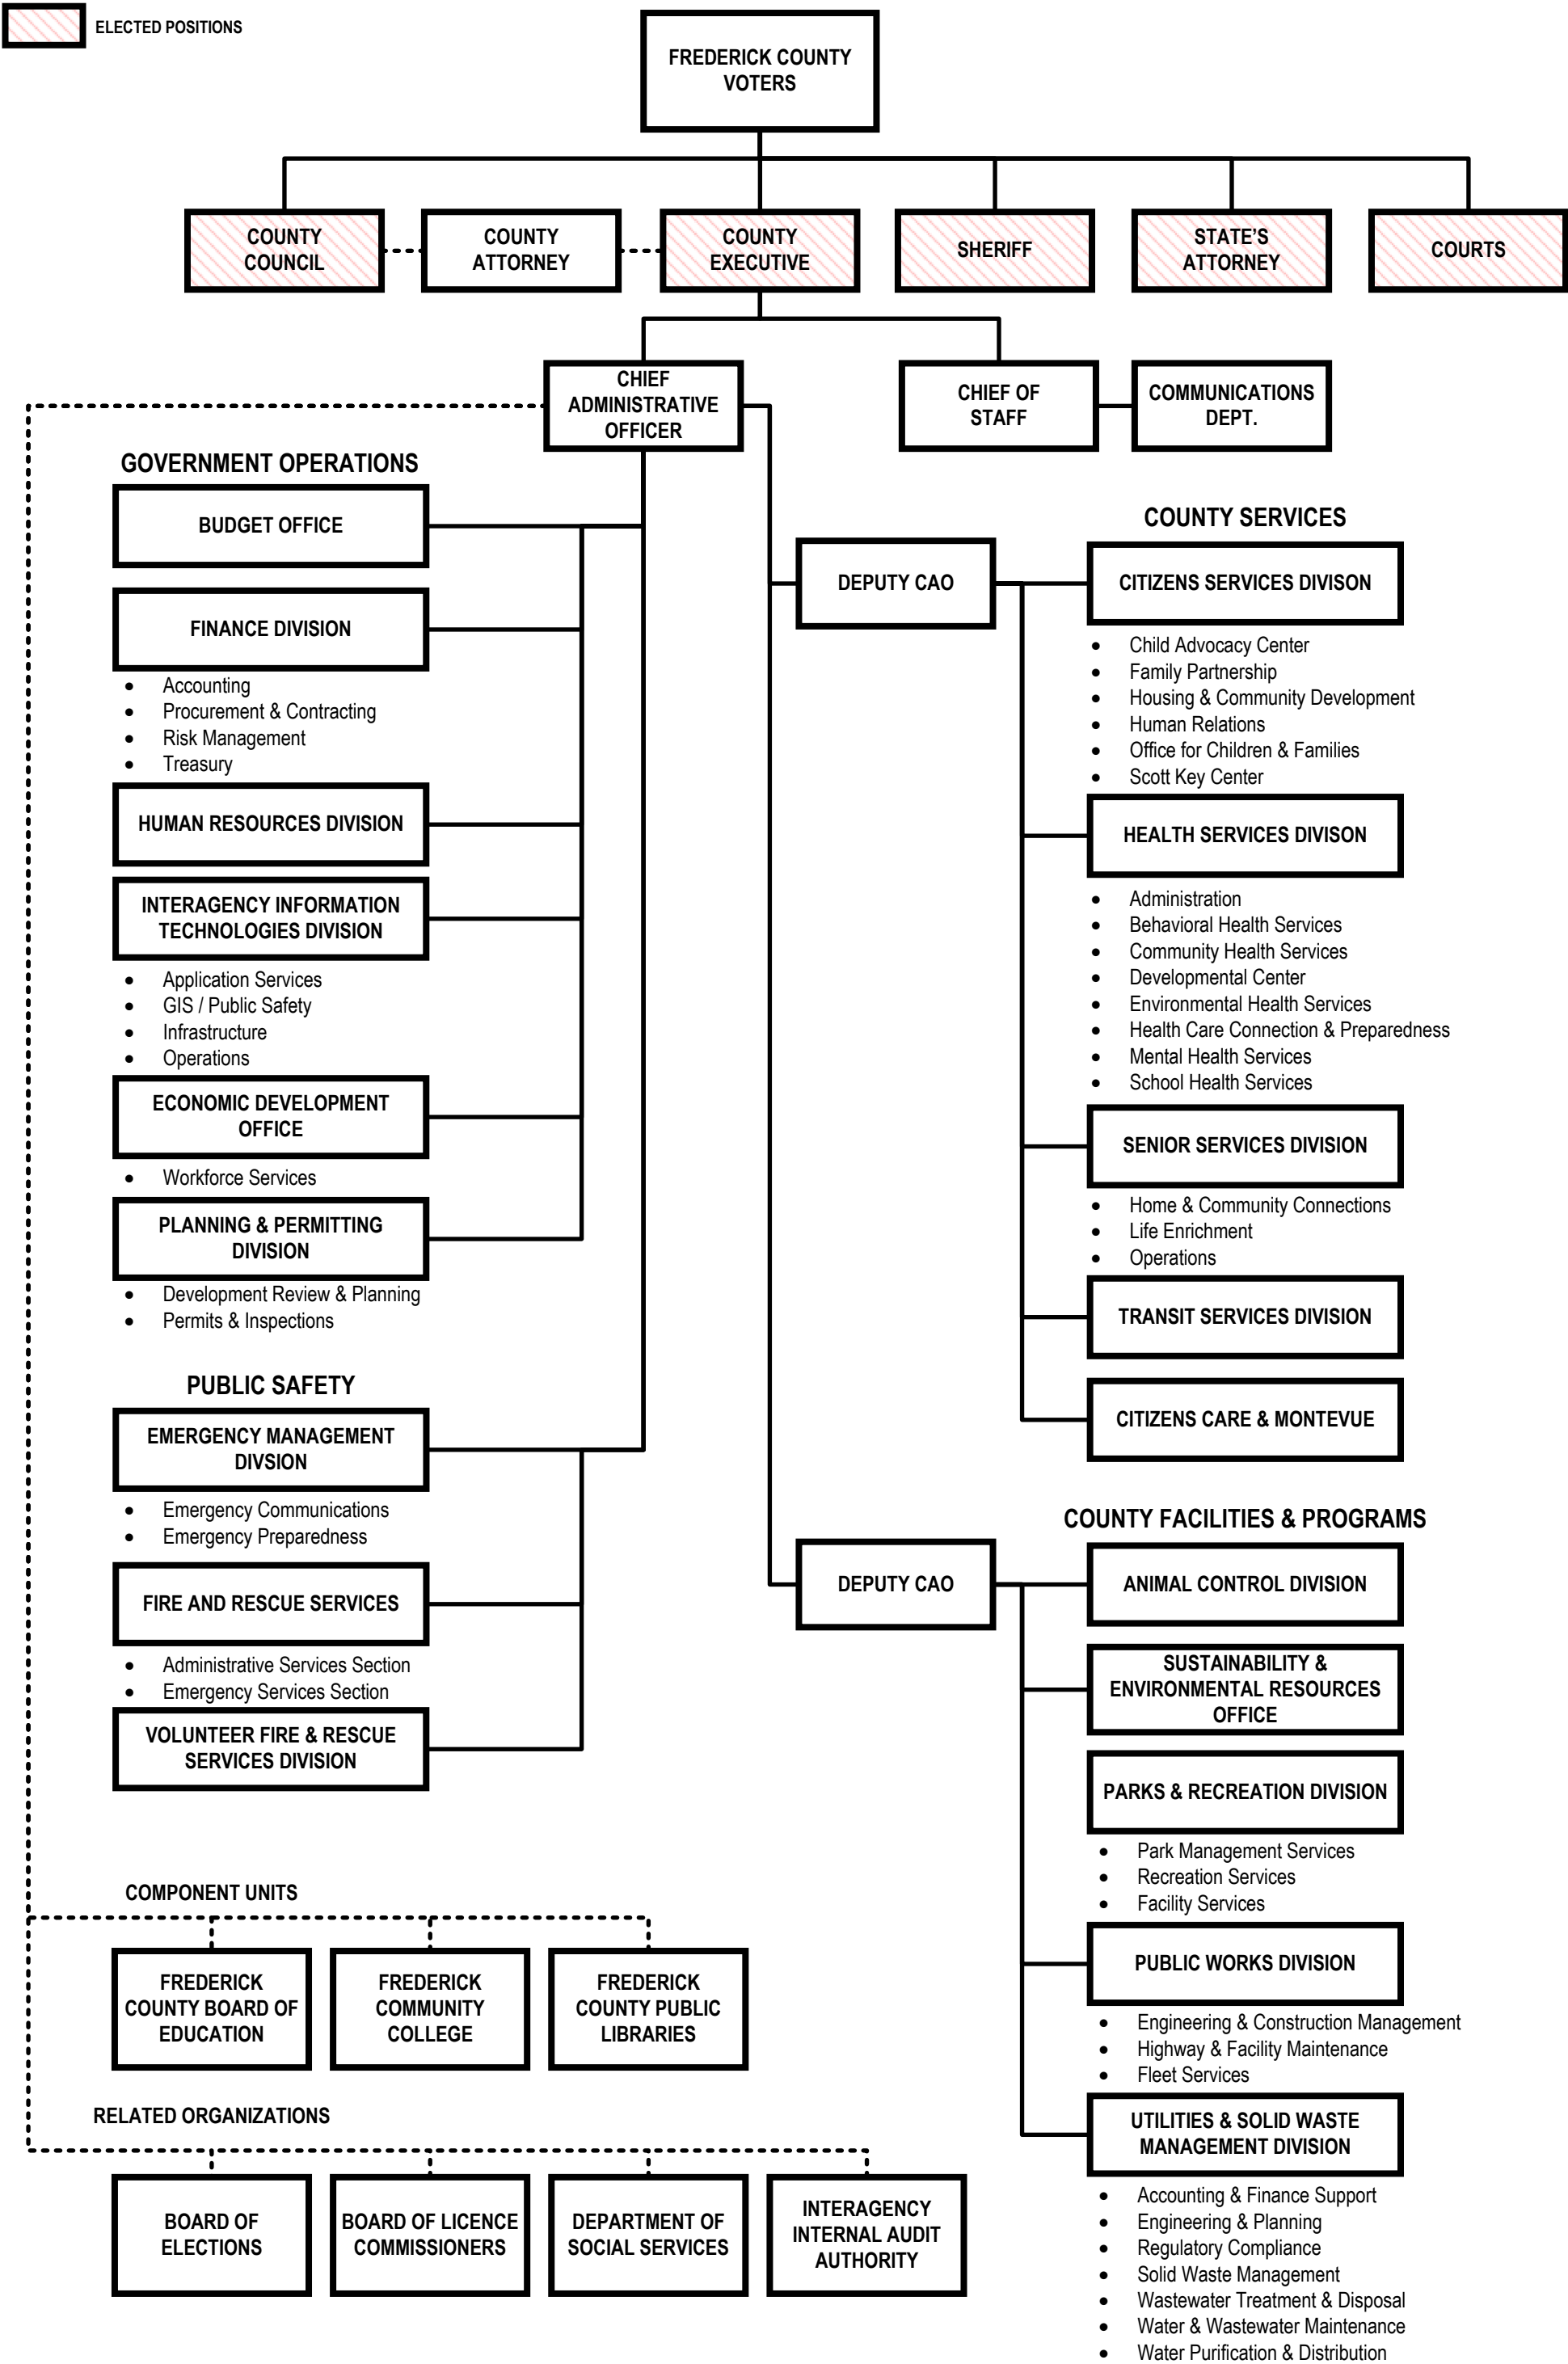 ELECTED POSITIONS
FREDERICK COUNTY
VOTERS
COUNTY
COUNCIL
COUNTY
ATTORNEY
COUNTY
EXECUTIVE
SHERIFF
STATE’S
ATTORNEY
COURTS
CHIEF
ADMINISTRATIVE
OFFICER
CHIEF OF
STAFF
COMMUNICATIONS
DEPT.
GOVERNMENT OPERATIONS
BUDGET OFFICE
FINANCE DIVISION
• Accounting
• Procurement & Contracting
• Risk Management
• Treasury
HUMAN RESOURCES DIVISION
INTERAGENCY INFORMATION
TECHNOLOGIES DIVISION
• Application Services
• GIS / Public Safety
• Infrastructure
• Operations
ECONOMIC DEVELOPMENT
OFFICE
• Workforce Services
PLANNING & PERMITTING
DIVISION
• Development Review & Planning
• Permits & Inspections
PUBLIC SAFETY
EMERGENCY MANAGEMENT
DIVSION
• Emergency Communications
• Emergency Preparedness
FIRE AND RESCUE SERVICES
• Administrative Services Section
• Emergency Services Section
VOLUNTEER FIRE & RESCUE
SERVICES DIVISION
DEPUTY CAO
COUNTY SERVICES
CITIZENS SERVICES DIVISON
• Child Advocacy Center
• Family Partnership
• Housing & Community Development
• Human Relations
• Office for Children & Families
• Scott Key Center
HEALTH SERVICES DIVISON
• Administration
• Behavioral Health Services
• Community Health Services
• Developmental Center
• Environmental Health Services
• Health Care Connection & Preparedness
• Mental Health Services
• School Health Services
SENIOR SERVICES DIVISION
• Home & Community Connections
• Life Enrichment
• Operations
TRANSIT SERVICES DIVISION
CITIZENS CARE & MONTEVUE
DEPUTY CAO
COUNTY FACILITIES & PROGRAMS
ANIMAL CONTROL DIVISION
SUSTAINABILITY &
ENVIRONMENTAL RESOURCES
OFFICE
PARKS & RECREATION DIVISION
• Park Management Services
• Recreation Services
• Facility Services
PUBLIC WORKS DIVISION
• Engineering & Construction Management
• Highway & Facility Maintenance
• Fleet Services
UTILITIES & SOLID WASTE
MANAGEMENT DIVISION
• Accounting & Finance Support
• Engineering & Planning
• Regulatory Compliance
• Solid Waste Management
• Wastewater Treatment & Disposal
• Water & Wastewater Maintenance
• Water Purification & Distribution
COMPONENT UNITS
FREDERICK
COUNTY BOARD OF
EDUCATION
FREDERICK
COMMUNITY
COLLEGE
FREDERICK
COUNTY PUBLIC
LIBRARIES
RELATED ORGANIZATIONS
BOARD OF
ELECTIONS
BOARD OF LICENCE
COMMISSIONERS
DEPARTMENT OF
SOCIAL SERVICES
INTERAGENCY
INTERNAL AUDIT
AUTHORITY